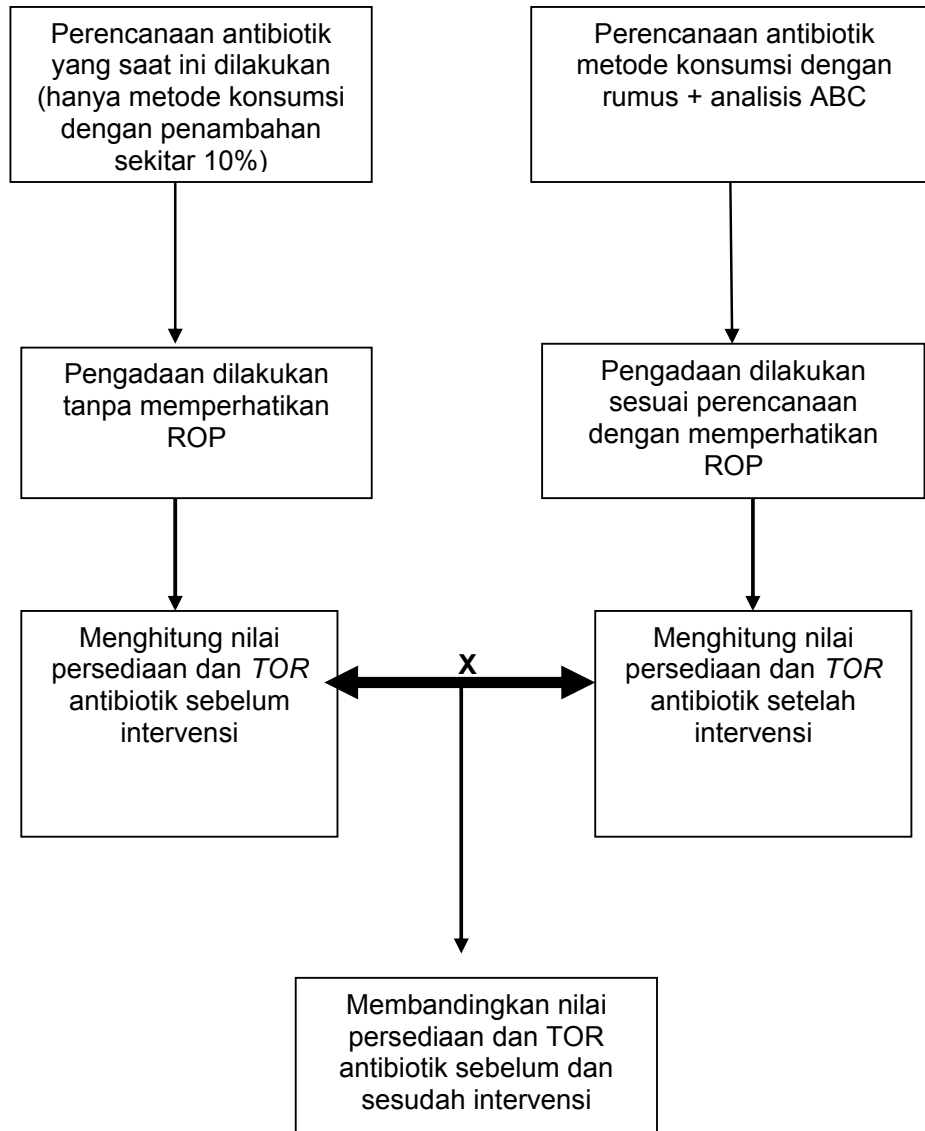 Perencanaan antibiotik
yang saat ini dilakukan
(hanya metode konsumsi
dengan penambahan
sekitar 10%)
Perencanaan antibiotik
metode konsumsi dengan
rumus + analisis ABC
Pengadaan dilakukan
tanpa memperhatikan
ROP
Pengadaan dilakukan
sesuai perencanaan
dengan memperhatikan
ROP
Menghitung nilai
persediaan dan TOR
antibiotik sebelum
intervensi
X
Menghitung nilai
persediaan dan TOR
antibiotik setelah
intervensi
Membandingkan nilai
persediaan dan TOR
antibiotik sebelum dan
sesudah intervensi